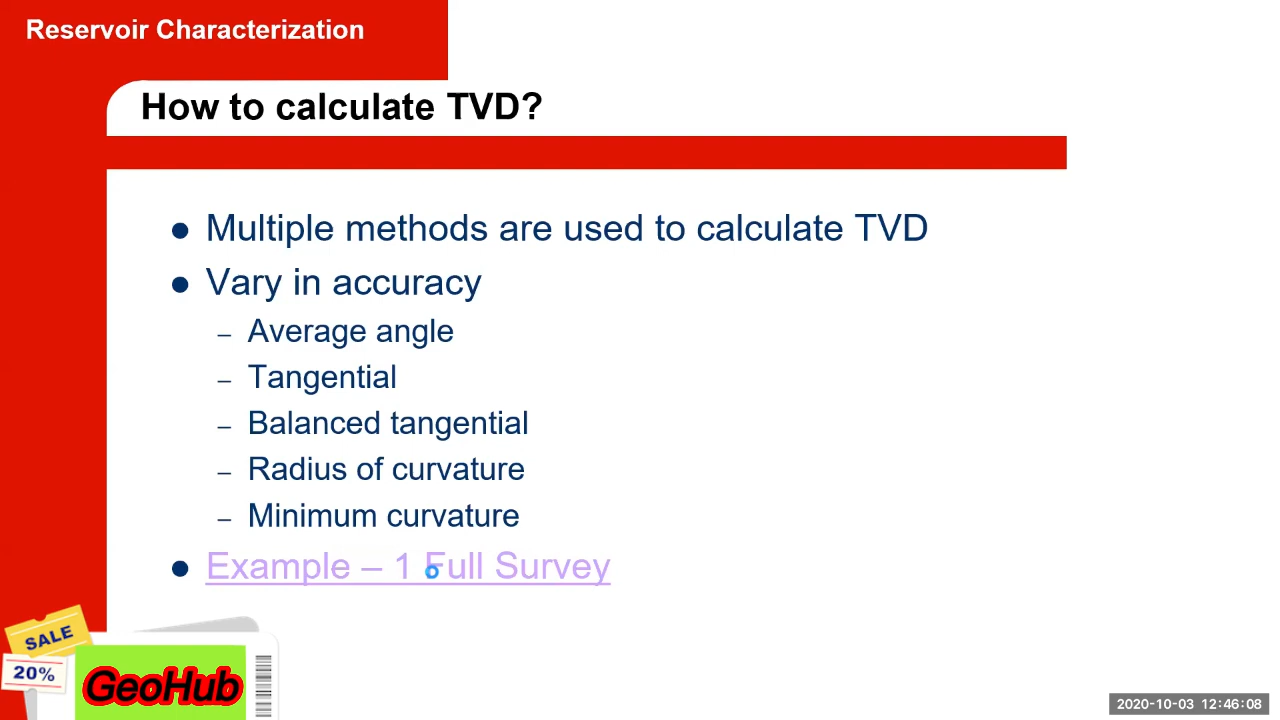 Reservoir Characterization
How to calculate TVD?
● Multiple methods are used to calculate TVD
● Vary in accuracy
– Average angle
– Tangential
– Balanced tangential
– Radius of curvature
– Minimum curvature
● Example – 1 Full Survey
SALE
20%
GeoHub
2020-10-03 12:46:08